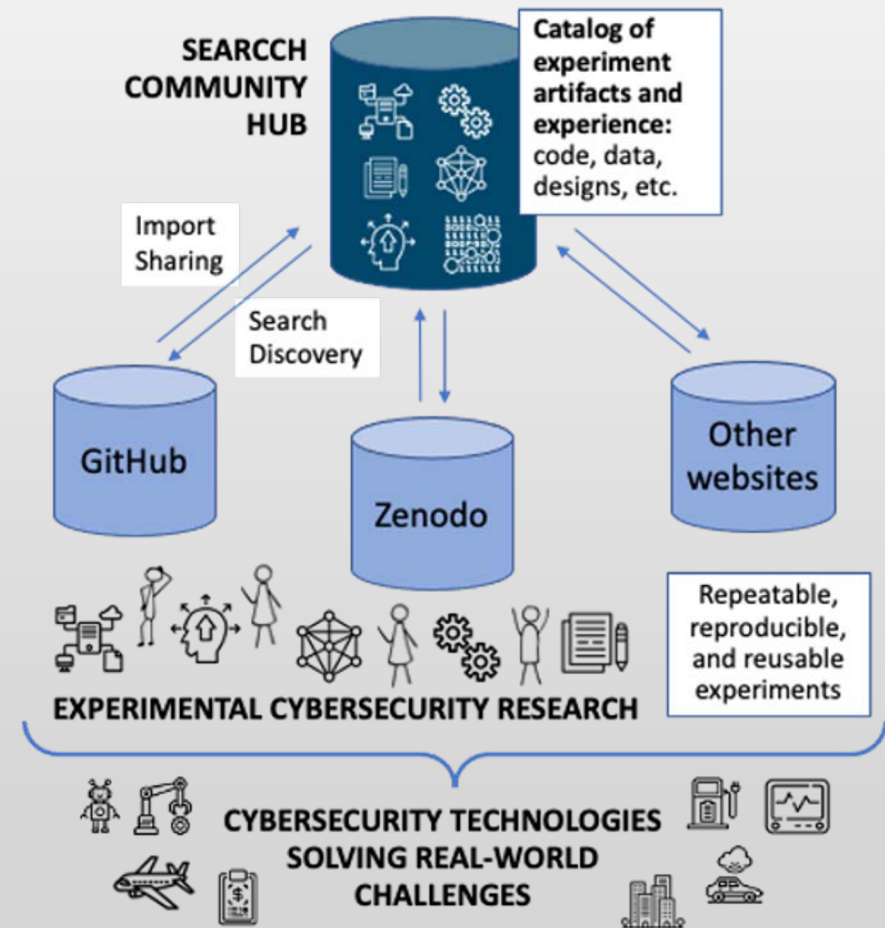 SEARCCH
COMMUNITY
HUB
Catalog of
experiment
artifacts and
experience:
code, data,
designs, etc.
Import
Sharing
Search
Discovery
GitHub
Zenodo
Other
websites
Repeatable,
reproducible,
and reusable
experiments
EXPERIMENTAL CYBERSECURITY RESEARCH
CYBERSECURITY TECHNOLOGIES
SOLVING REAL-WORLD
CHALLENGES